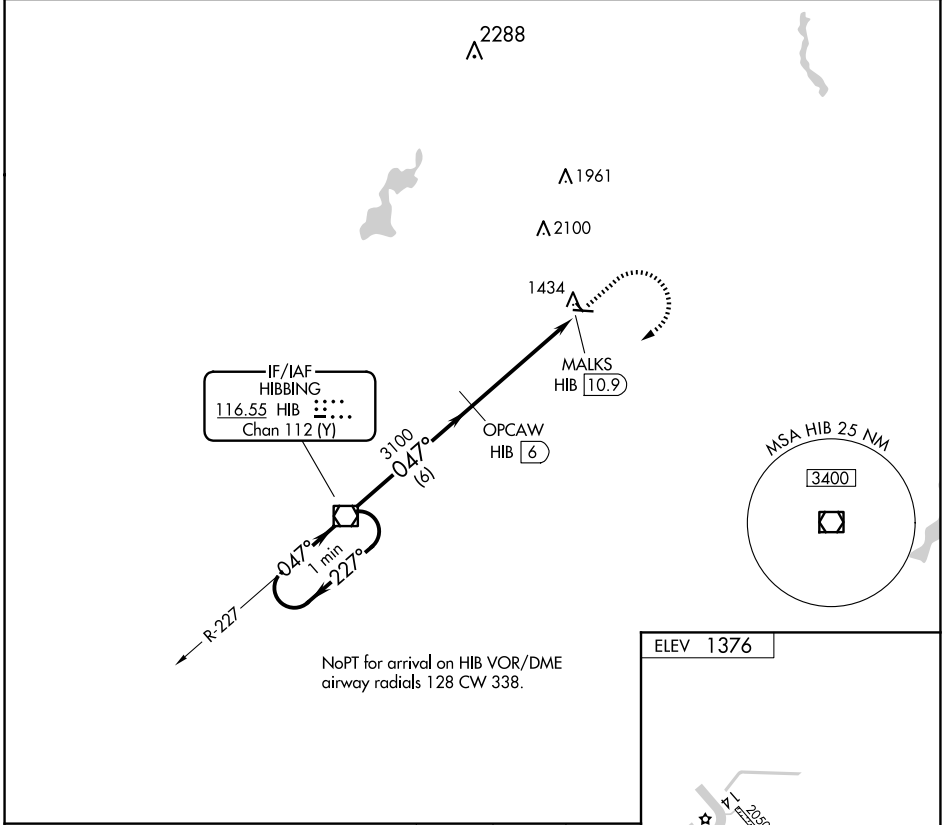 2288
1961
2100
1434
MALKS
HIB 10.9
IF/IAF
HIBBING
116.55 HIB
Chan 112 (Y)
OPCAW
HIB 6
3100
047°
(6)
MSA HIB 25 NM
3400
047°
1 min
227°
R-227
NoPT for arrival on HIB VOR/DME
airway radials 128 CW 338.
ELEV 1376
14
2050